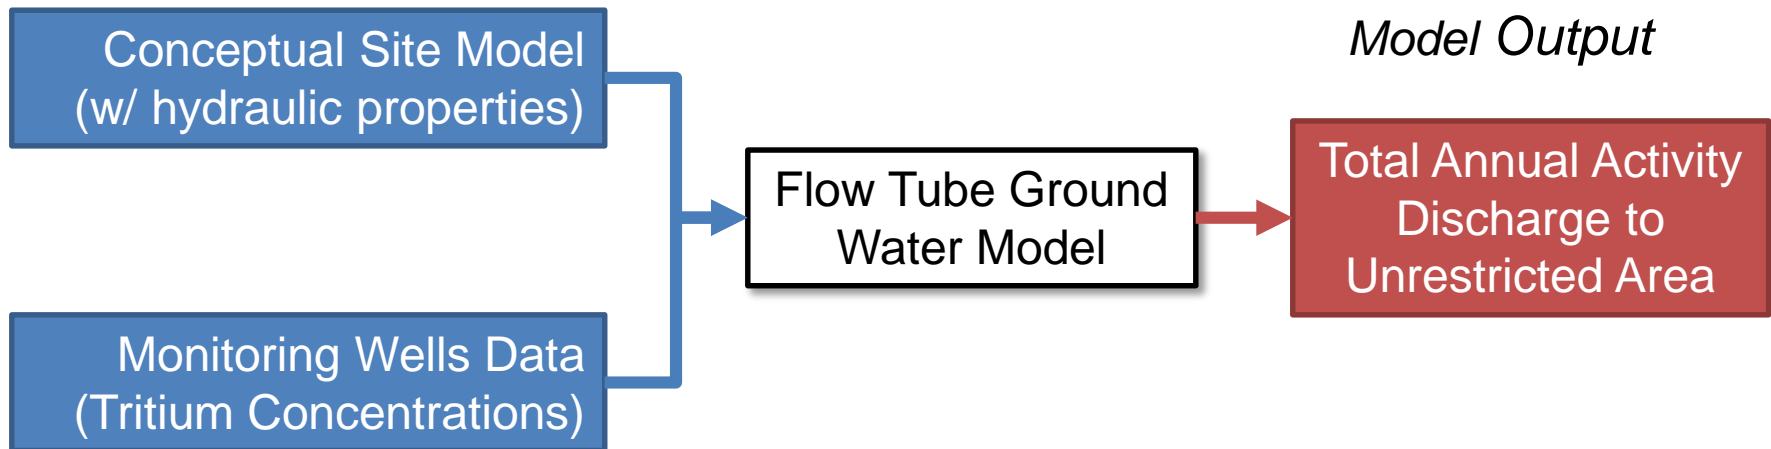 Conceptual Site Model
(w/ hydraulic properties)
Monitoring Wells Data
(Tritium Concentrations)
Flow Tube Ground
Water Model
Model Output
Total Annual Activity
Discharge to
Unrestricted Area